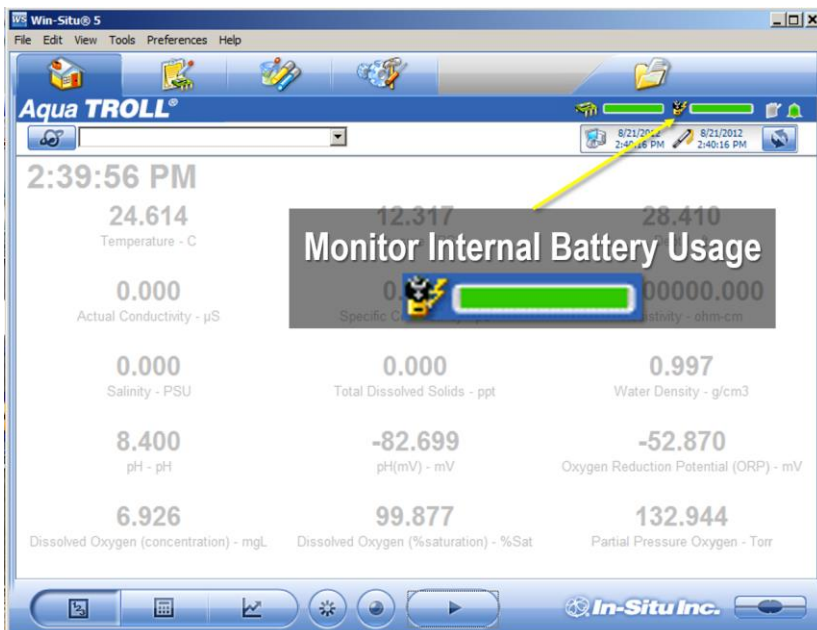 Win-Situ® 5
File Edit View Tools Preferences Help
Aqua TROLL®
8/21/2012 8/21/2012
2:40:16 PM 2:40:16 PM
2:39:56 PM
24.614 12.317 28.410
Temperature - C
Monitor Internal Battery Usage
0.000 00000.000
Actual Conductivity - µS Specific ohm-cm
0.000 0.000 0.997
Salinity - PSU Total Dissolved Solids - ppt Water Density - g/cm3
8.400 -82.699 -52.870
pH - pH pH(mV) - mV Oxygen Reduction Potential (ORP) - mV
6.926 99.877 132.944
Dissolved Oxygen (concentration) - mgL Dissolved Oxygen (%saturation) - %Sat Partial Pressure Oxygen - Torr
In-Situ Inc.